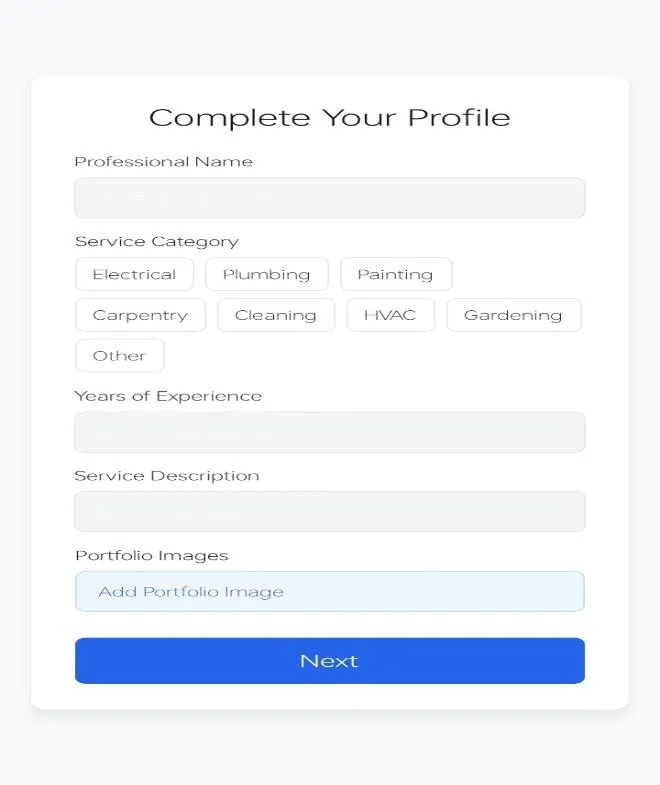 Complete Your Profile
Professional Name
Service Category
Electrical Plumbing Painting
Carpentry Cleaning HVAC Gardening
Other
Years of Experience
Service Description
Portfolio Images
Add Portfolio Image
Next